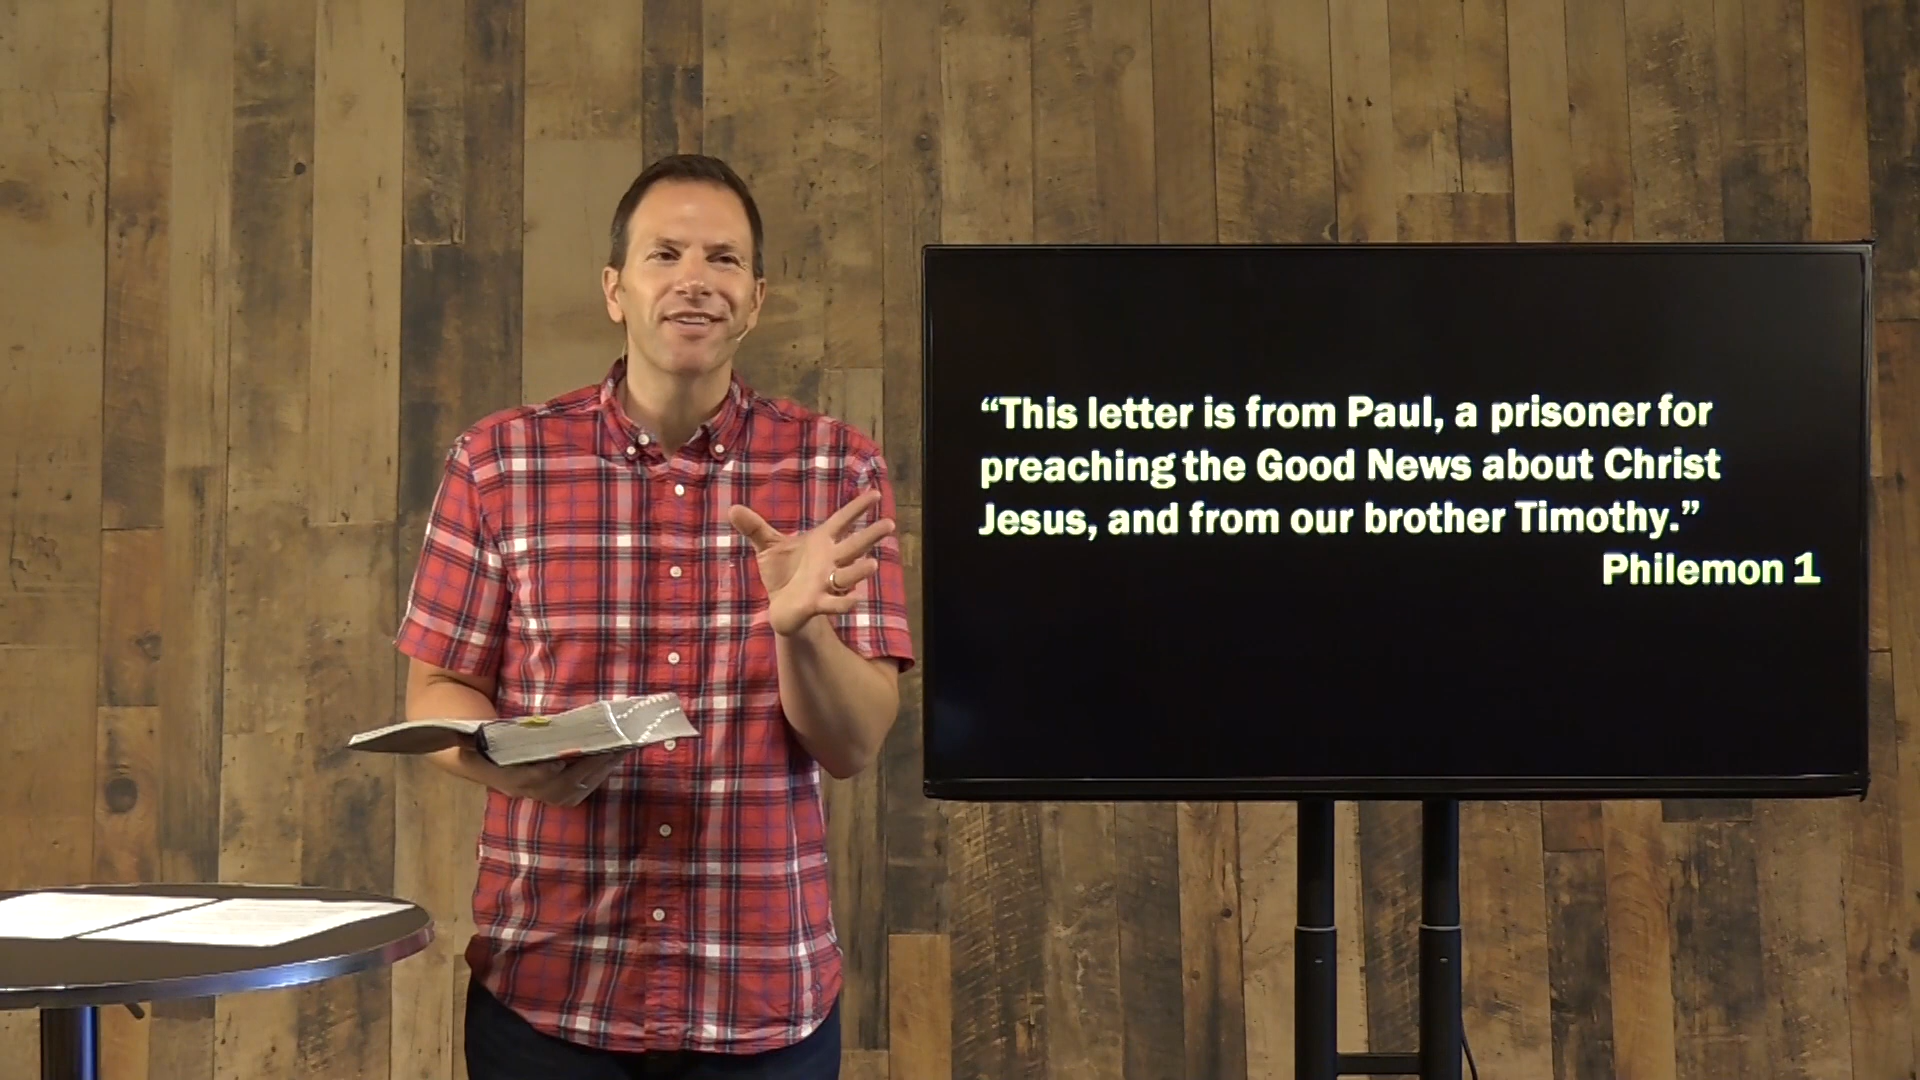 “This letter is from Paul, a prisoner for
preaching the Good News about Christ
Jesus, and from our brother Timothy.”
Philemon 1